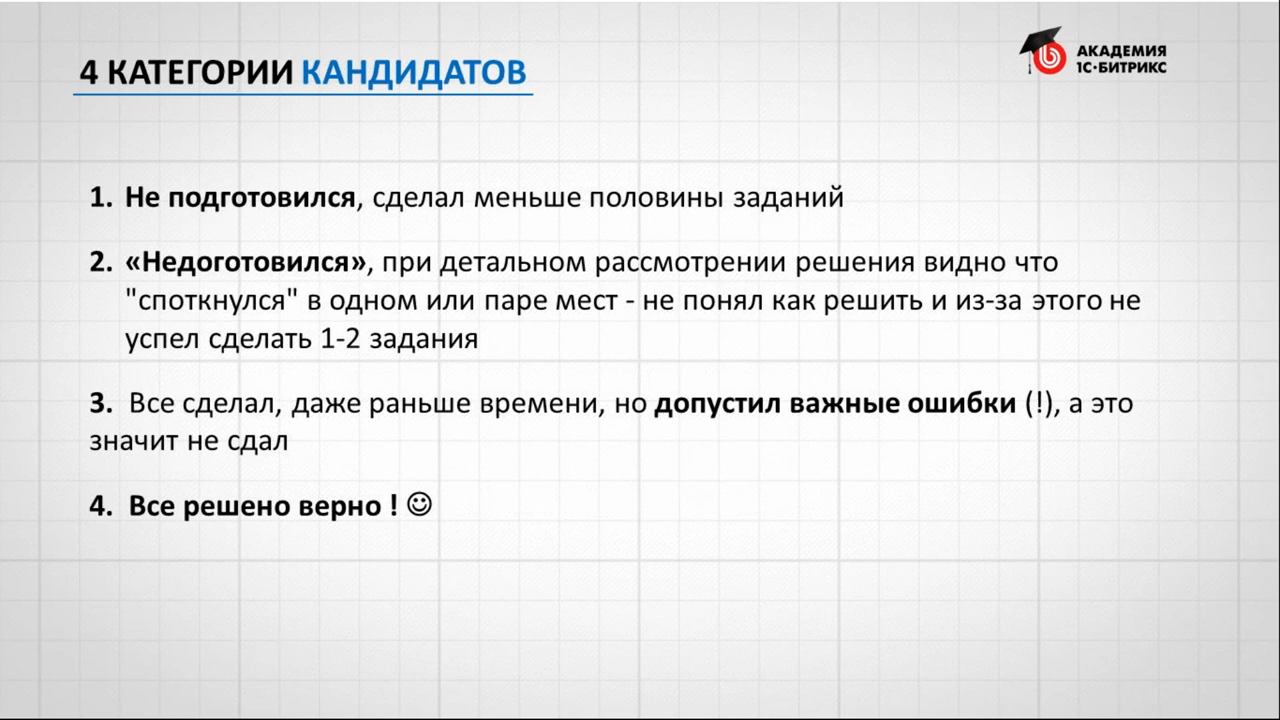 4 КАТЕГОРИИ КАНДИДАТОВ
АКАДЕМИЯ
1С·БИТРИКС
1. Не подготовился, сделал меньше половины заданий
2. «Недоготовился», при детальном рассмотрении решения видно что
"споткнулся" в одном или паре мест - не понял как решить и из-за этого не
успел сделать 1-2 задания
3. Все сделал, даже раньше времени, но допустил важные ошибки (!), а это
значит не сдал
4. Все решено верно ! ☺